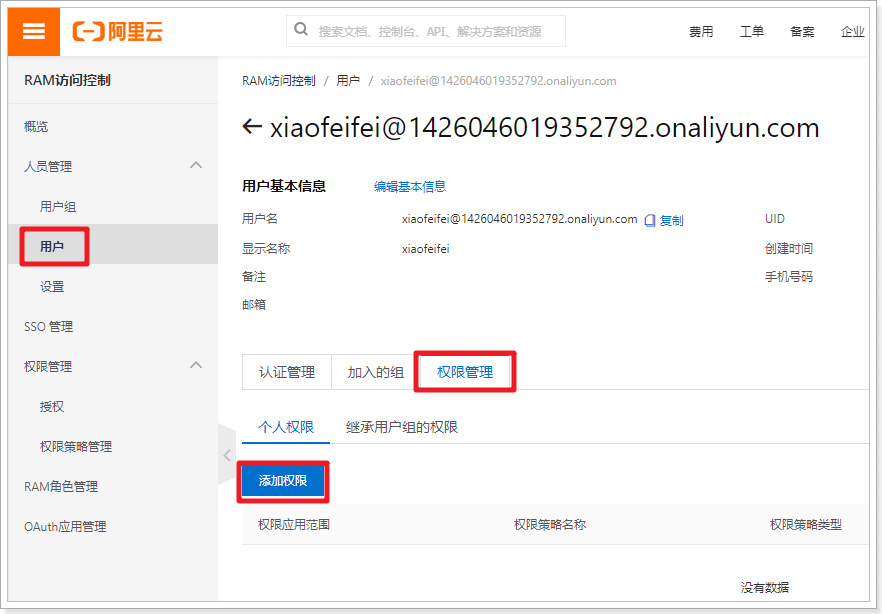 阿里云
搜索文档、控制台、API、解决方案和资源
费用 工单 备案 企业
RAM访问控制
概览
人员管理
用户组
用户
设置
SSO 管理
权限管理
授权
权限策略管理
RAM角色管理
OAuth应用管理
RAM访问控制 / 用户 / xiaofeifei@1426046019352792.onaliyun.com
xiaofeifei@1426046019352792.onaliyun.com
用户基本信息 编辑基本信息
用户名 xiaofeifei@1426046019352792.onaliyun.com 复制 UID
显示名称 xiaofeifei 创建时间
备注 手机号码
邮箱
认证管理 加入的组 权限管理
个人权限 继承用户组的权限
添加权限
权限应用范围 权限策略名称 权限策略类型
没有数据